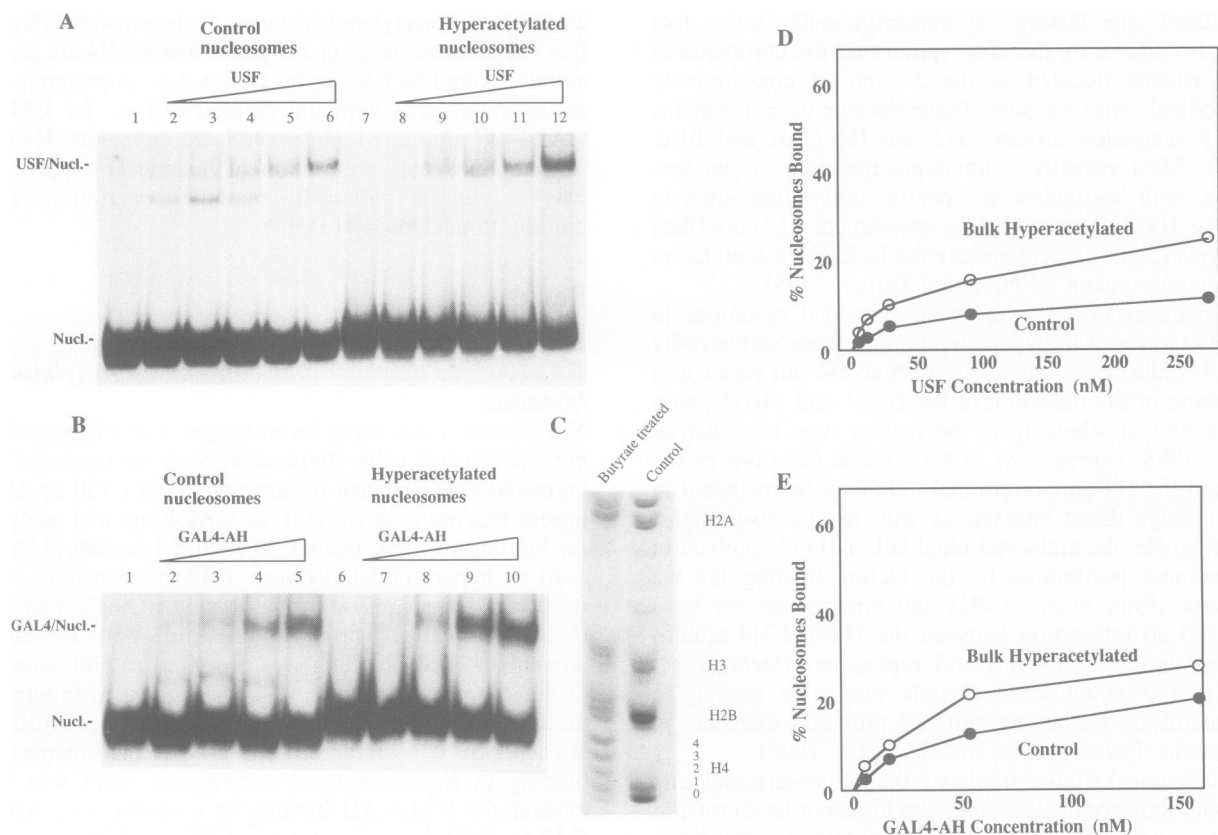 A
Control nucleosomes
Hyperacetylated nucleosomes
USF
USF
1 2 3 4 5 6 7 8 9 10 11 12
USF/Nucl.-
Nucl.-
B
Control nucleosomes
Hyperacetylated nucleosomes
GAL4-AH
GAL4-AH
1 2 3 4 5 6 7 8 9 10
GAL4/Nucl.-
Nucl.-
C
Butyrate treated
Control
H2A
H3
H2B
4
3
2
1
0
H4
D
% Nucleosomes Bound
60
40
20
0
Bulk Hyperacetylated
Control
0 50 100 150 200 250
USF Concentration (nM)
E
% Nucleosomes Bound
60
40
20
0
Bulk Hyperacetylated
Control
0 50 100 150
GAL4-AH Concentration (nM)